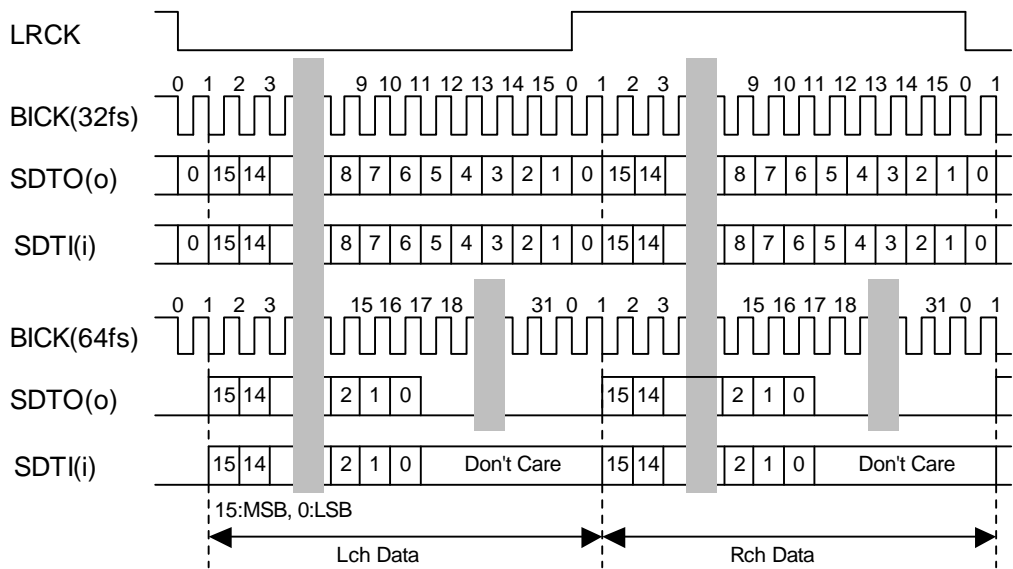 LRCK
0 1 2 3 9 10 11 12 13 14 15 0 1 2 3 9 10 11 12 13 14 15 0 1
BICK(32fs)
SDTO(o) 0 15 14 8 7 6 5 4 3 2 1 0 15 14 8 7 6 5 4 3 2 1 0
SDTI(i) 0 15 14 8 7 6 5 4 3 2 1 0 15 14 8 7 6 5 4 3 2 1 0
0 1 2 3 15 16 17 18 31 0 1 2 3 15 16 17 18 31 0 1
BICK(64fs)
SDTO(o) 15 14 2 1 0 15 14 2 1 0
SDTI(i) 15 14 2 1 0 Don't Care 15 14 2 1 0 Don't Care
15:MSB, 0:LSB
Lch Data Rch Data